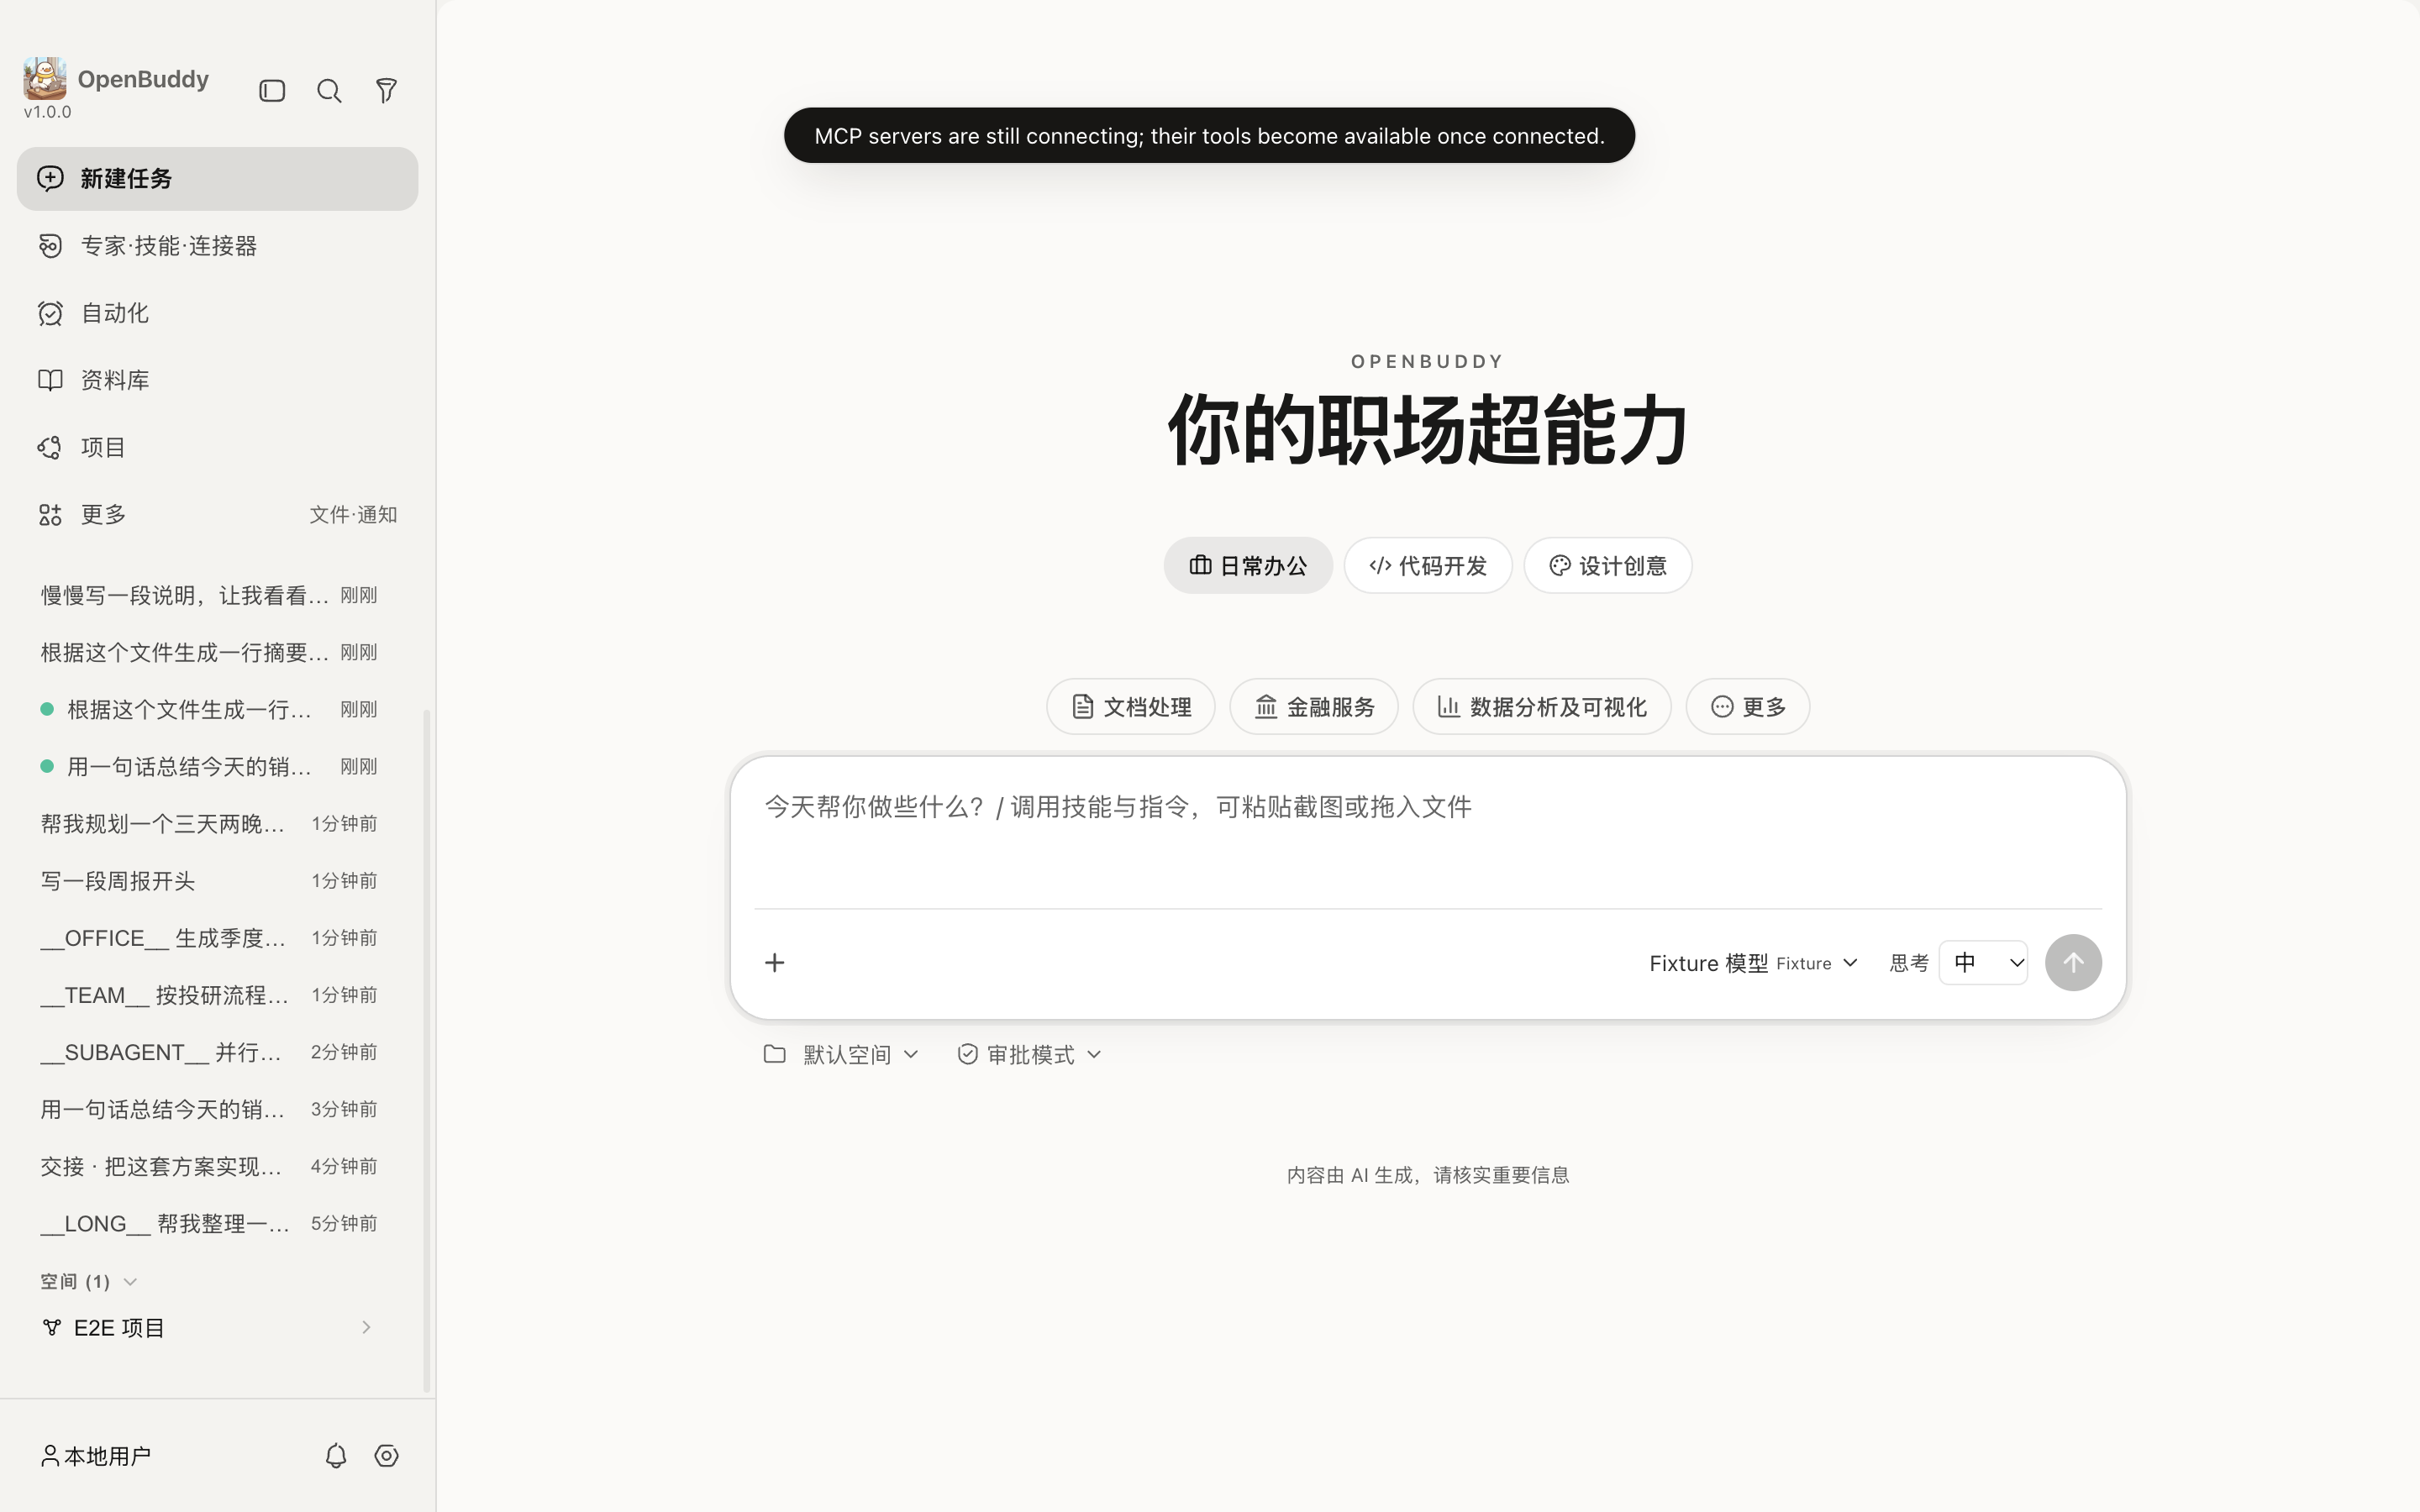 OpenBuddy
v1.0.0
新建任务
专家·技能·连接器
自动化
资料库
项目
更多 文件·通知
慢慢写一段说明，让我看看… 刚刚
根据这个文件生成一行摘要… 刚刚
根据这个文件生成一行… 刚刚
用一句话总结今天的销… 刚刚
帮我规划一个三天两晚… 1分钟前
写一段周报开头 1分钟前
__OFFICE__ 生成季度… 1分钟前
__TEAM__ 按投研流程… 1分钟前
__SUBAGENT__ 并行… 2分钟前
用一句话总结今天的销… 3分钟前
交接 · 把这套方案实现… 4分钟前
__LONG__ 帮我整理一… 5分钟前
空间 (1)
E2E 项目
本地用户
MCP servers are still connecting; their tools become available once connected.
OPENBUDDY
你的职场超能力
日常办公 代码开发 设计创意
文档处理 金融服务 数据分析及可视化 更多
今天帮你做些什么？/ 调用技能与指令，可粘贴截图或拖入文件
Fixture 模型 Fixture 思考 中
默认空间 审批模式
内容由 AI 生成，请核实重要信息